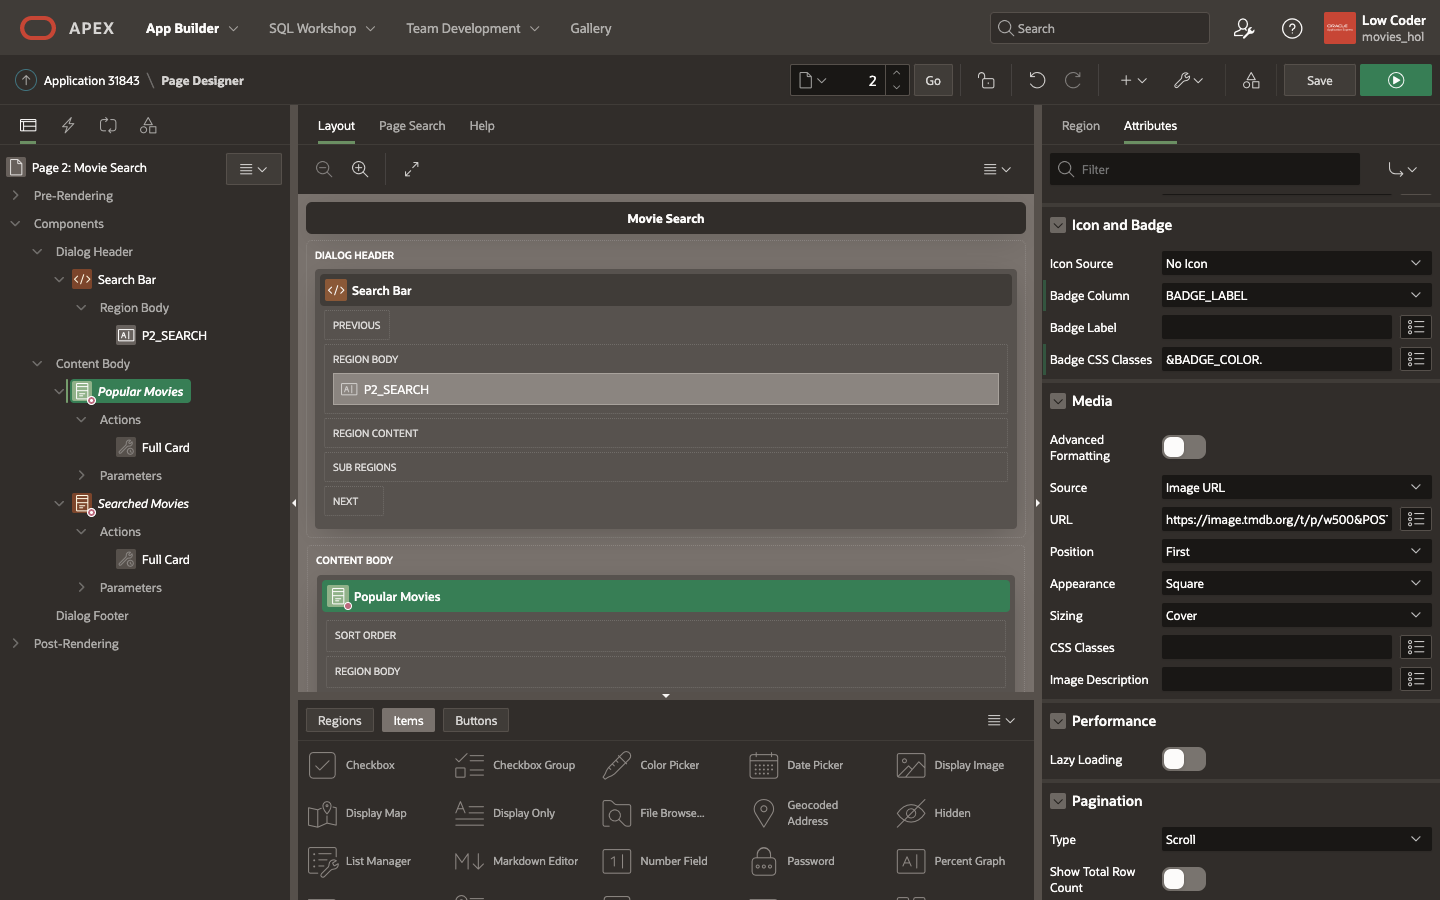 APEX
App Builder
SQL Workshop
Team Development
Gallery
Search
Low Coder
movies_hol
Application 31843 \ Page Designer
2
Go
Save
Page 2: Movie Search
Pre-Rendering
Components
Dialog Header
Search Bar
Region Body
P2_SEARCH
Content Body
Popular Movies
Actions
Full Card
Parameters
Searched Movies
Actions
Full Card
Parameters
Dialog Footer
Post-Rendering
Layout
Page Search
Help
Movie Search
DIALOG HEADER
Search Bar
PREVIOUS
REGION BODY
P2_SEARCH
REGION CONTENT
SUB REGIONS
NEXT
CONTENT BODY
Popular Movies
SORT ORDER
REGION BODY
Regions
Items
Buttons
Checkbox
Checkbox Group
Color Picker
Date Picker
Display Image
Display Map
Display Only
File Browse...
Geocoded
Address
Hidden
List Manager
Markdown Editor
Number Field
Password
Percent Graph
Region
Attributes
Filter
Icon and Badge
Icon Source No Icon
Badge Column BADGE_LABEL
Badge Label
Badge CSS Classes &BADGE_COLOR.
Media
Advanced
Formatting
Source Image URL
URL https://image.tmdb.org/t/p/w500&POS
Position First
Appearance Square
Sizing Cover
CSS Classes
Image Description
Performance
Lazy Loading
Pagination
Type Scroll
Show Total Row
Count